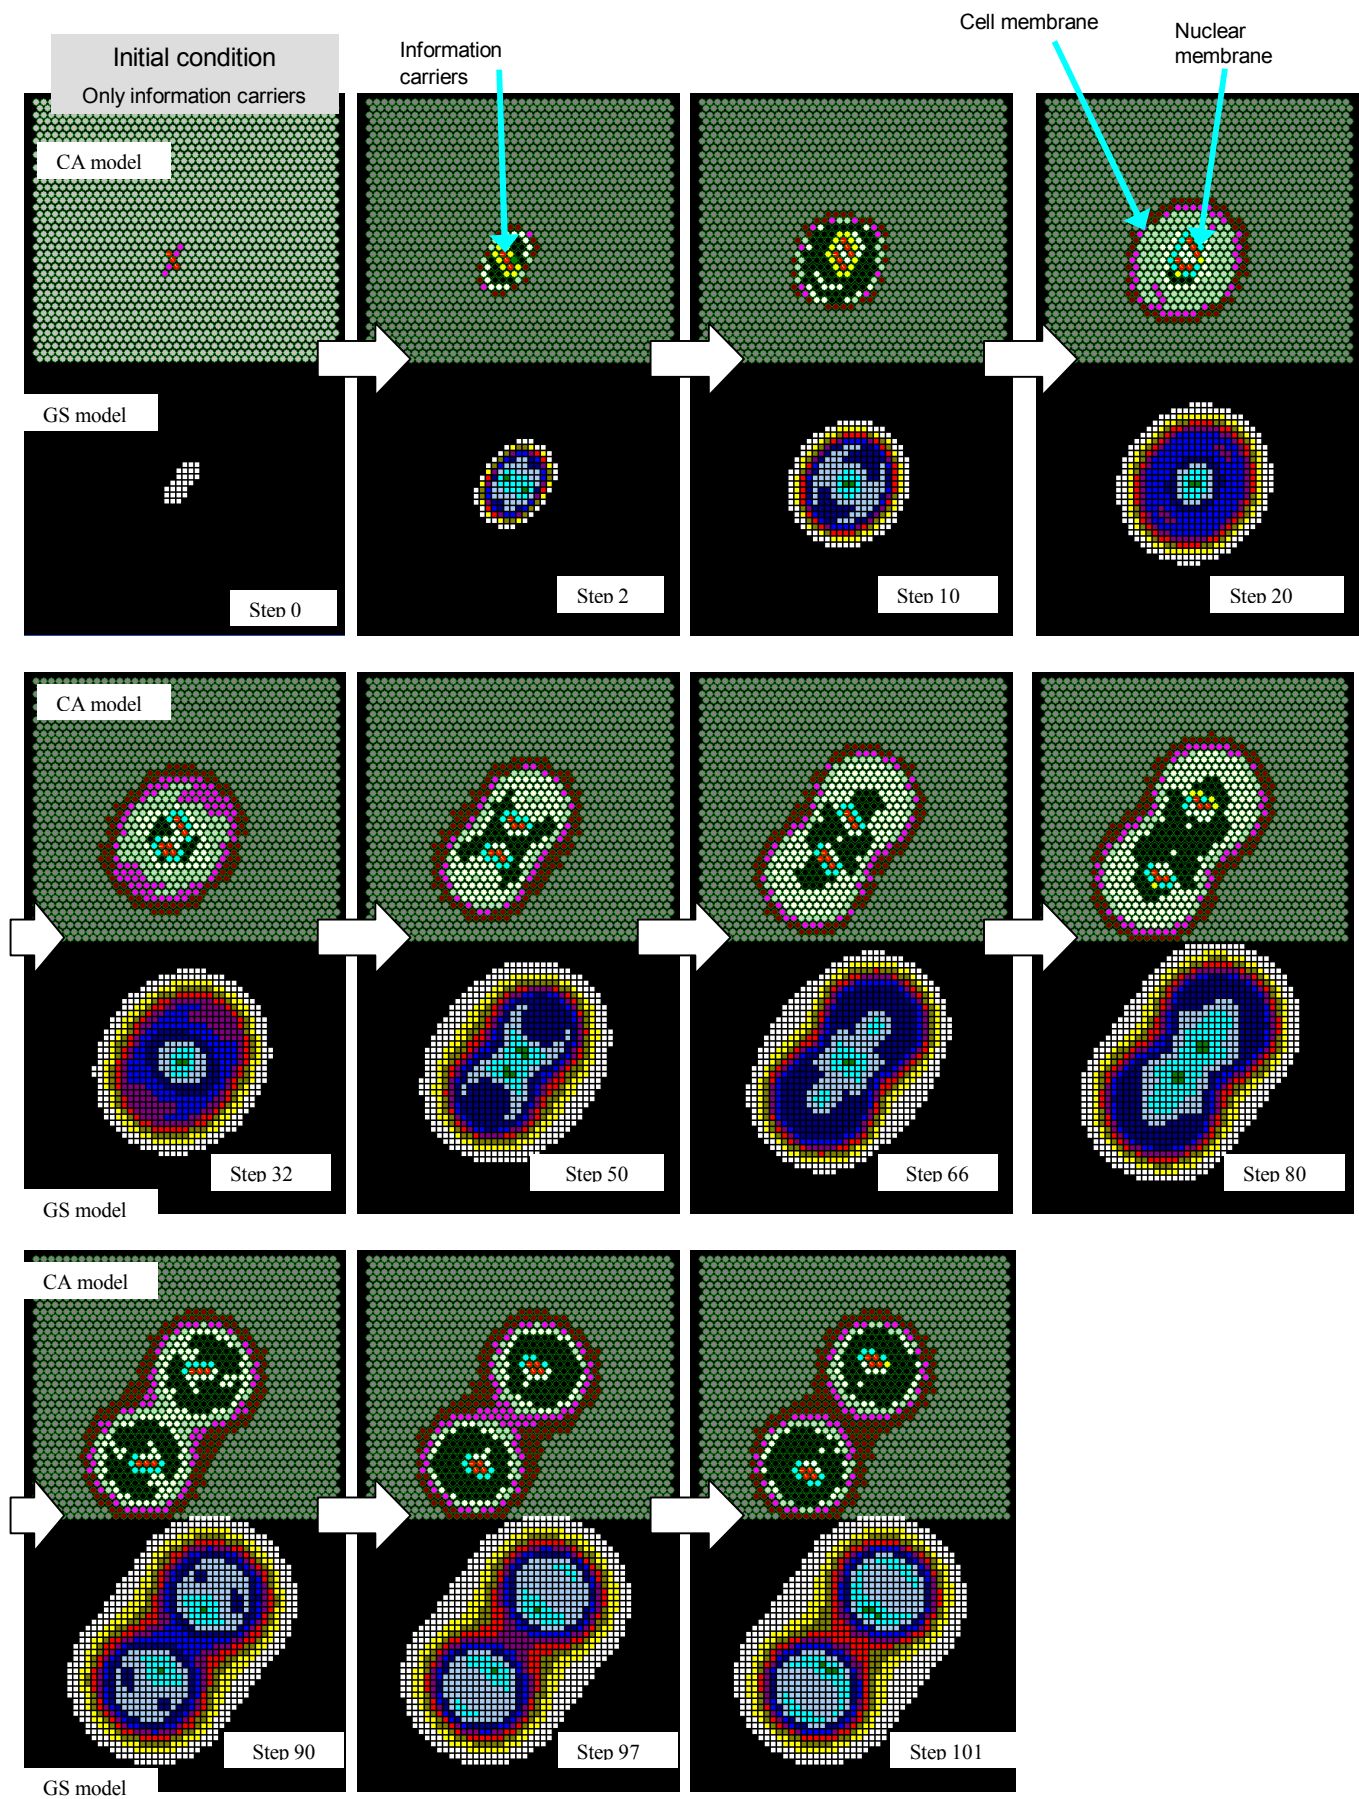 Cell membrane
Nuclear
membrane
Initial condition
Only information carriers
Information
carriers
CA model
GS model
Step 0
Step 2
Step 10
Step 20
CA model
Step 32
Step 50
Step 66
Step 80
GS model
CA model
Step 90
Step 97
Step 101
GS model